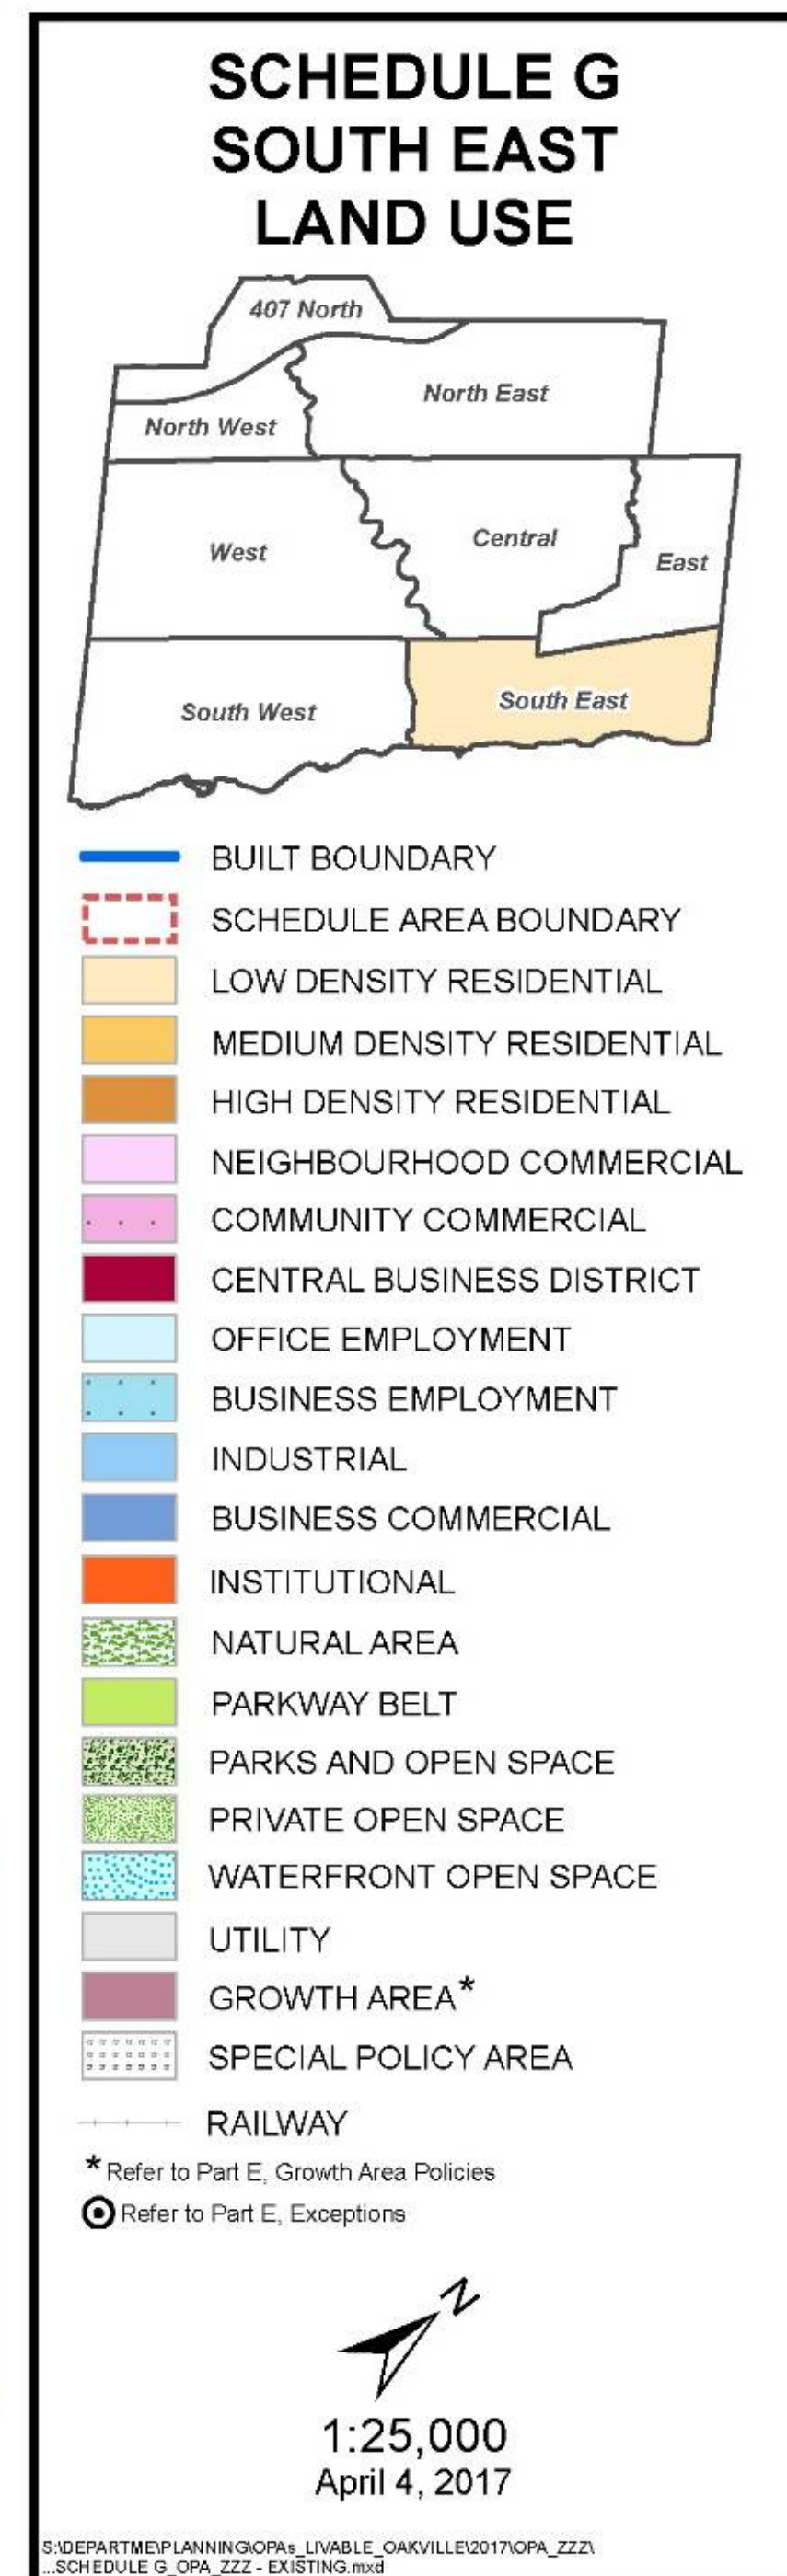 SCHEDULE G
SOUTH EAST
LAND USE
407 North
North East
North West
West
Central
East
South West
South East
BUILT BOUNDARY
SCHEDULE AREA BOUNDARY
LOW DENSITY RESIDENTIAL
MEDIUM DENSITY RESIDENTIAL
HIGH DENSITY RESIDENTIAL
NEIGHBOURHOOD COMMERCIAL
COMMUNITY COMMERCIAL
CENTRAL BUSINESS DISTRICT
OFFICE EMPLOYMENT
BUSINESS EMPLOYMENT
INDUSTRIAL
BUSINESS COMMERCIAL
INSTITUTIONAL
NATURAL AREA
PARKWAY BELT
PARKS AND OPEN SPACE
PRIVATE OPEN SPACE
WATERFRONT OPEN SPACE
UTILITY
GROWTH AREA*
SPECIAL POLICY AREA
RAILWAY
* Refer to Part E, Growth Area Policies
Refer to Part E, Exceptions
N
1:25,000
April 4, 2017
S:\DEPARTME\PLANNING\OPAs_LIVABLE_OAKVILLE\2017\OPA_ZZZ\
...SCHEDULE G_OPA_ZZZ - EXISTING.mxd